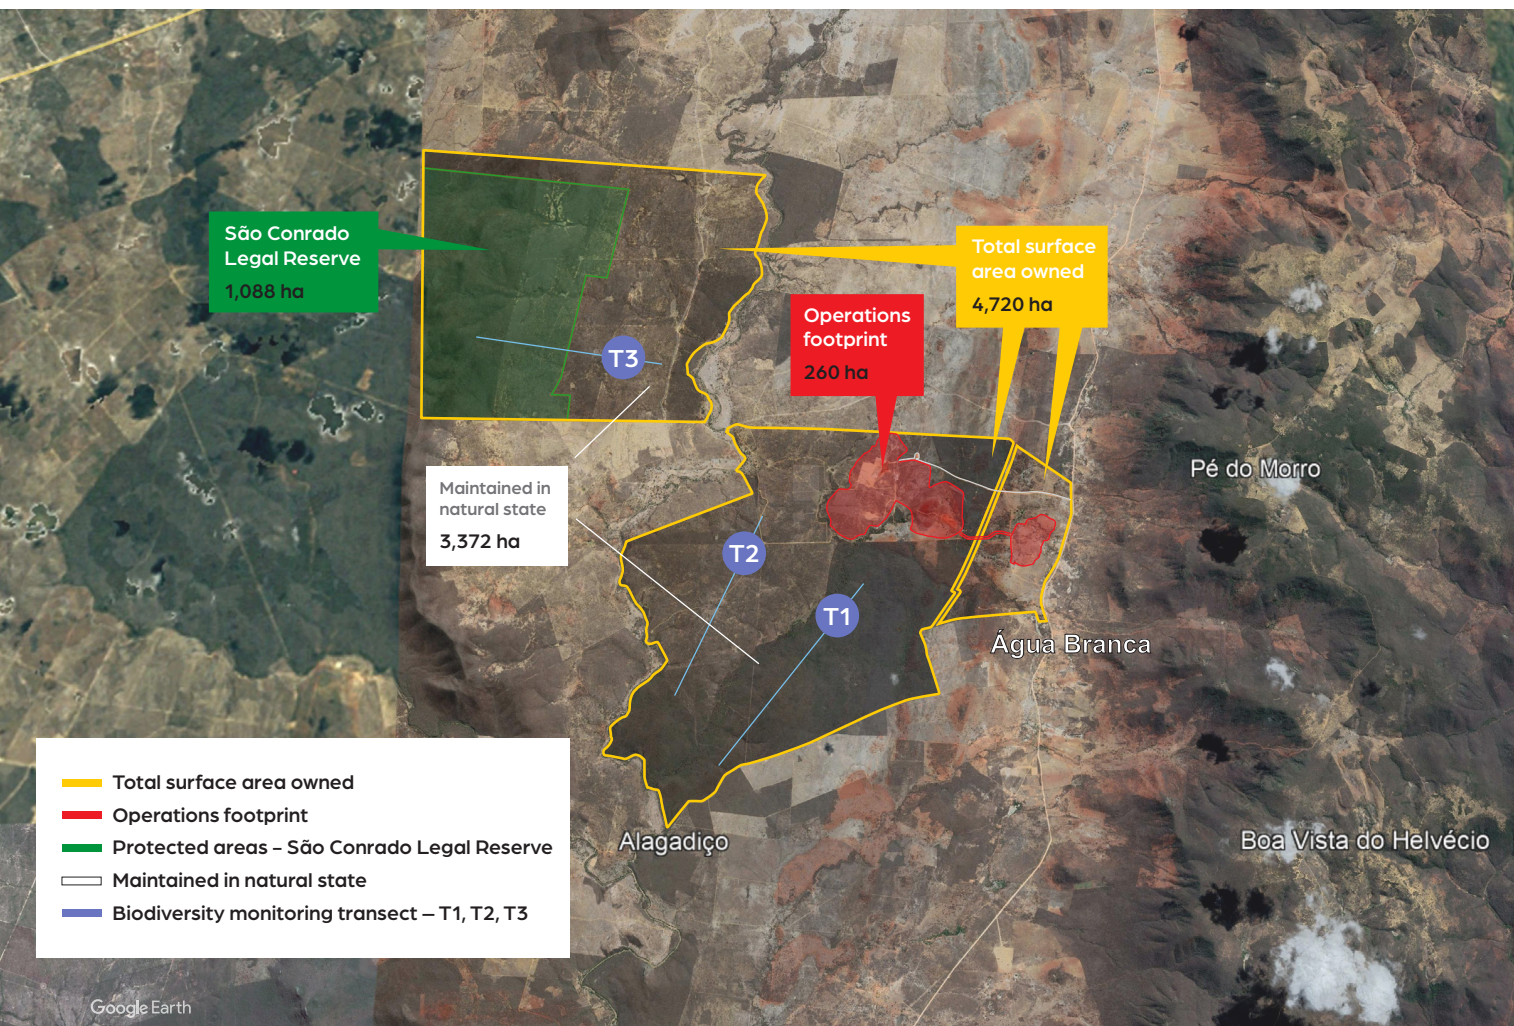 São Conrado
Legal Reserve
1,088 ha
Total surface
area owned
4,720 ha
Operations
footprint
260 ha
T3
Maintained in
natural state
3,372 ha
Pé do Morro
T2
T1
Água Branca
Total surface area owned
Operations footprint
Protected areas - São Conrado Legal Reserve
Maintained in natural state
Biodiversity monitoring transect – T1, T2, T3
Alagadiço
Boa Vista do Helvécio
Google Earth